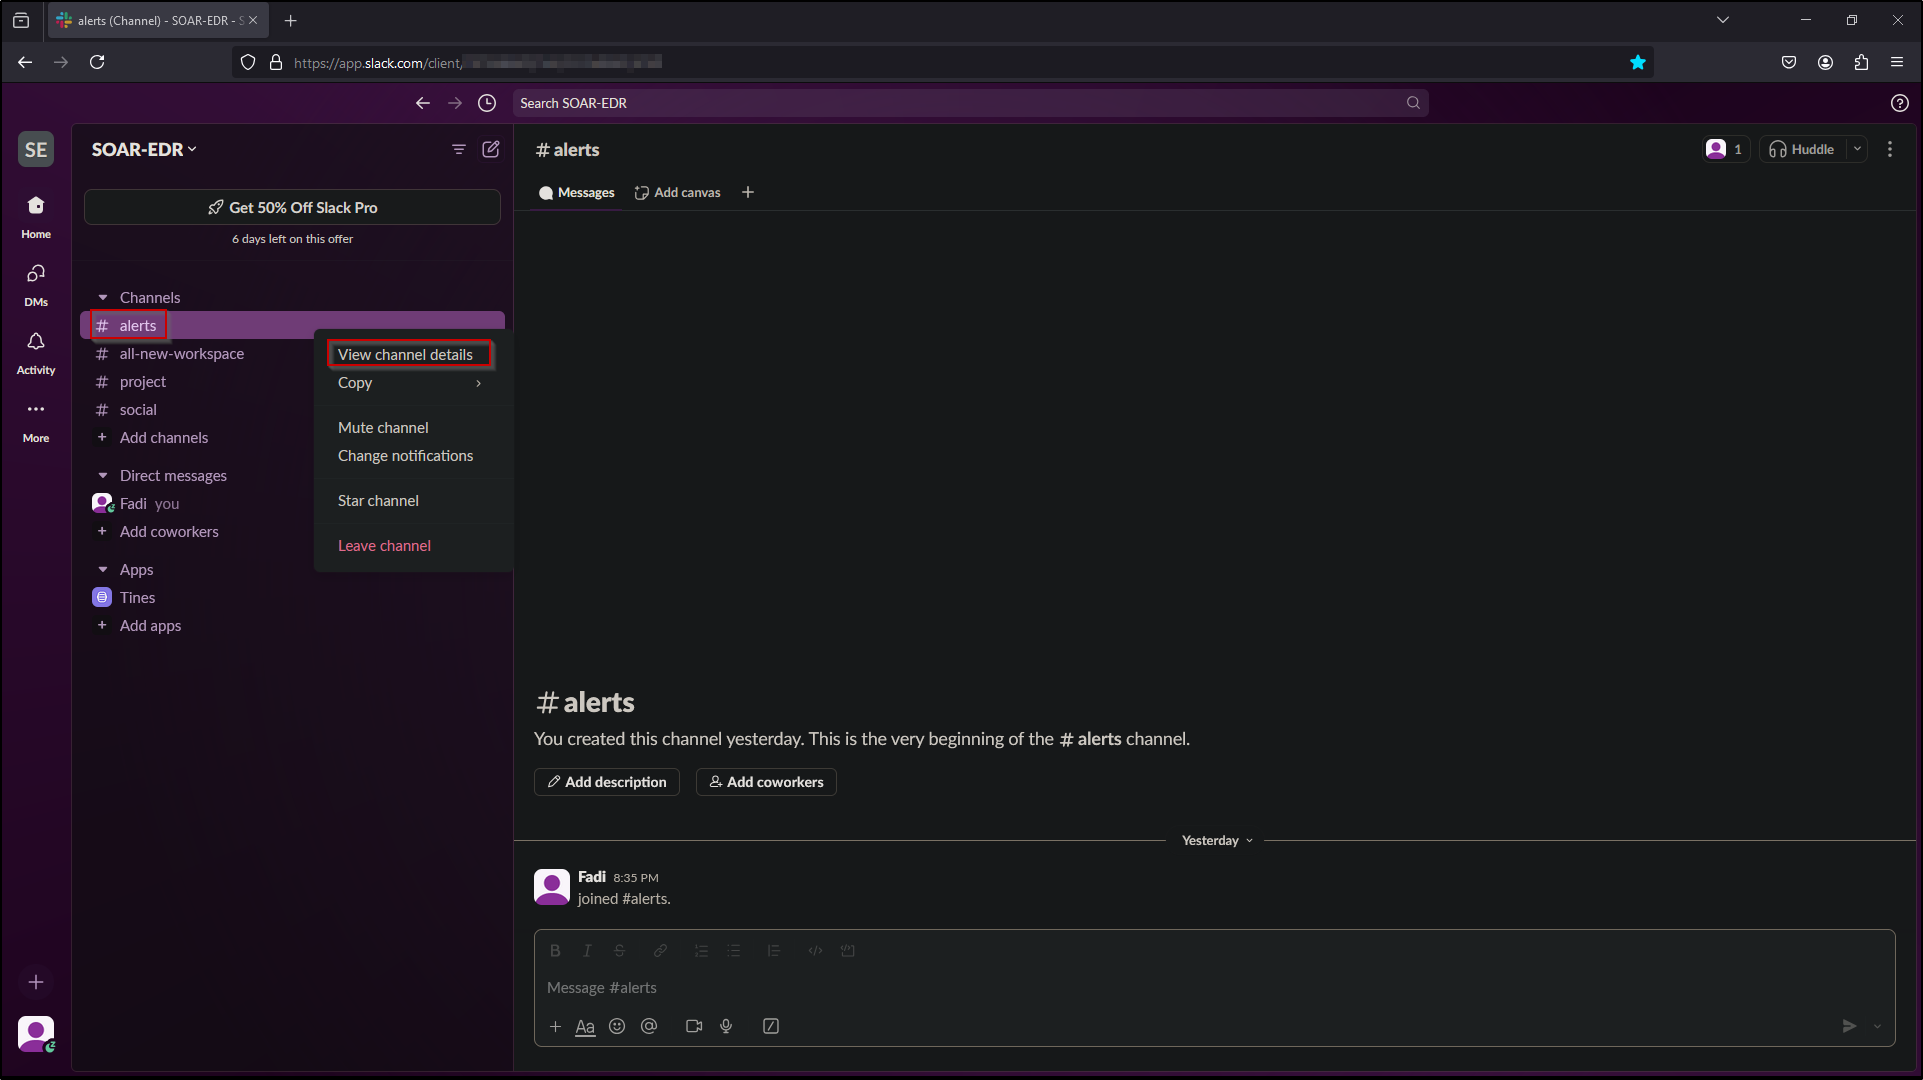 alerts (Channel) - SOAR-EDR - S
https://app.slack.com/client/
Search SOAR-EDR
SE
SOAR-EDR
# alerts
1
Huddle
Messages
Add canvas
Get 50% Off Slack Pro
6 days left on this offer
Home
DMs
Activity
More
Channels
# alerts
# all-new-workspace
# project
# social
+ Add channels
Direct messages
Fadi you
+ Add coworkers
Apps
Tines
+ Add apps
View channel details
Copy
Mute channel
Change notifications
Star channel
Leave channel
# alerts
You created this channel yesterday. This is the very beginning of the # alerts channel.
Add description
Add coworkers
Yesterday
Fadi 8:35 PM
joined #alerts.
B I S
Message #alerts
+ Aa